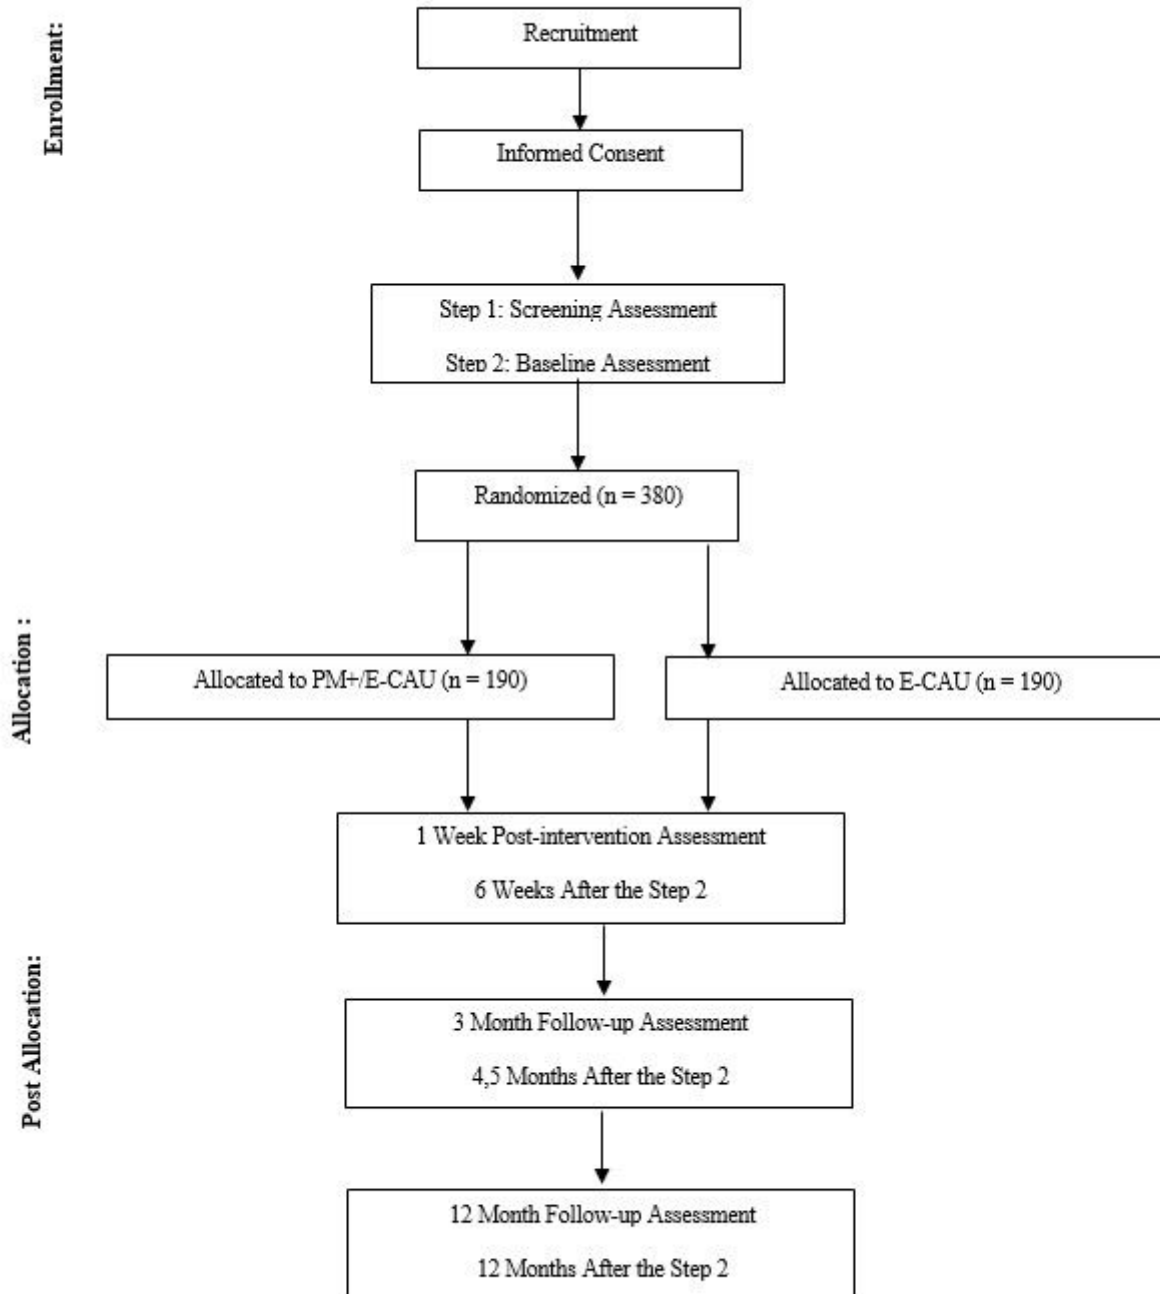 Enrollment:
Recruitment
Informed Consent
Step 1: Screening Assessment
Step 2: Baseline Assessment
Randomized (n = 380)
Allocation :
Allocated to PM+/E-CAU (n = 190)
Allocated to E-CAU (n = 190)
1 Week Post-intervention Assessment
6 Weeks After the Step 2
Post Allocation:
3 Month Follow-up Assessment
4,5 Months After the Step 2
12 Month Follow-up Assessment
12 Months After the Step 2